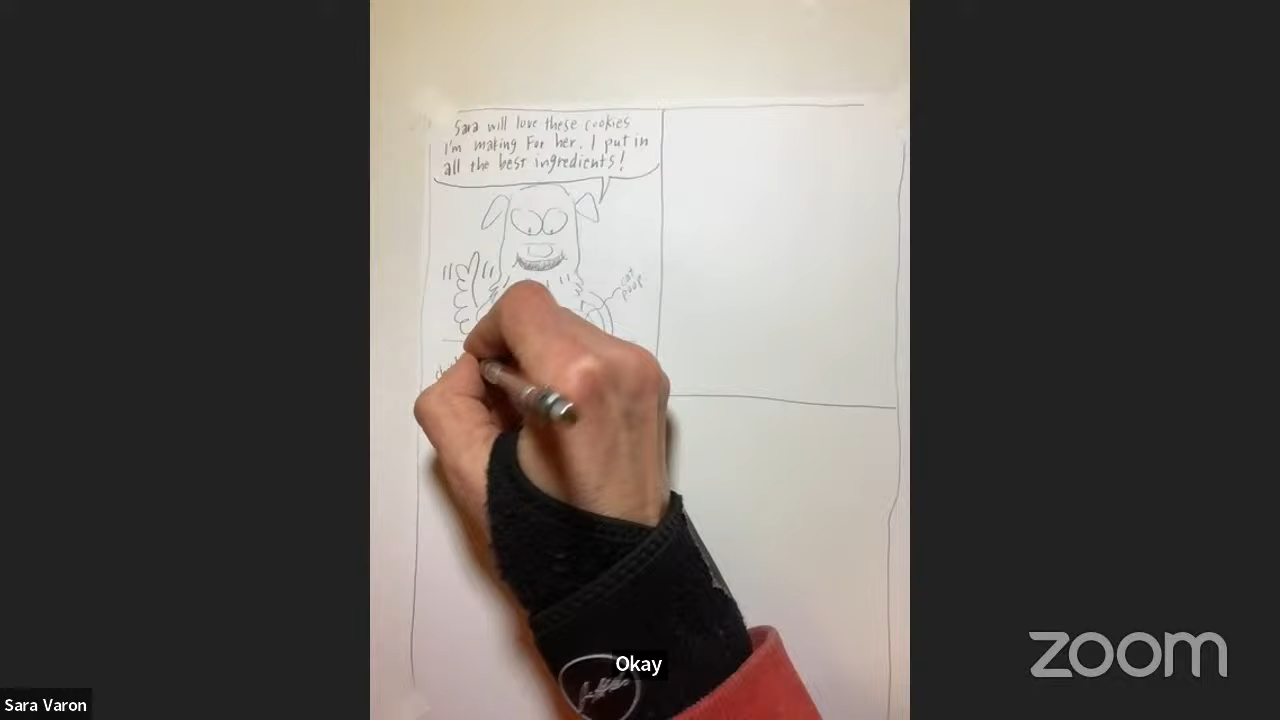 Sara will love these cookies
I'm making For her. I put in
all the best ingredients!
cat
poop
Okay
Sara Varon
zoom